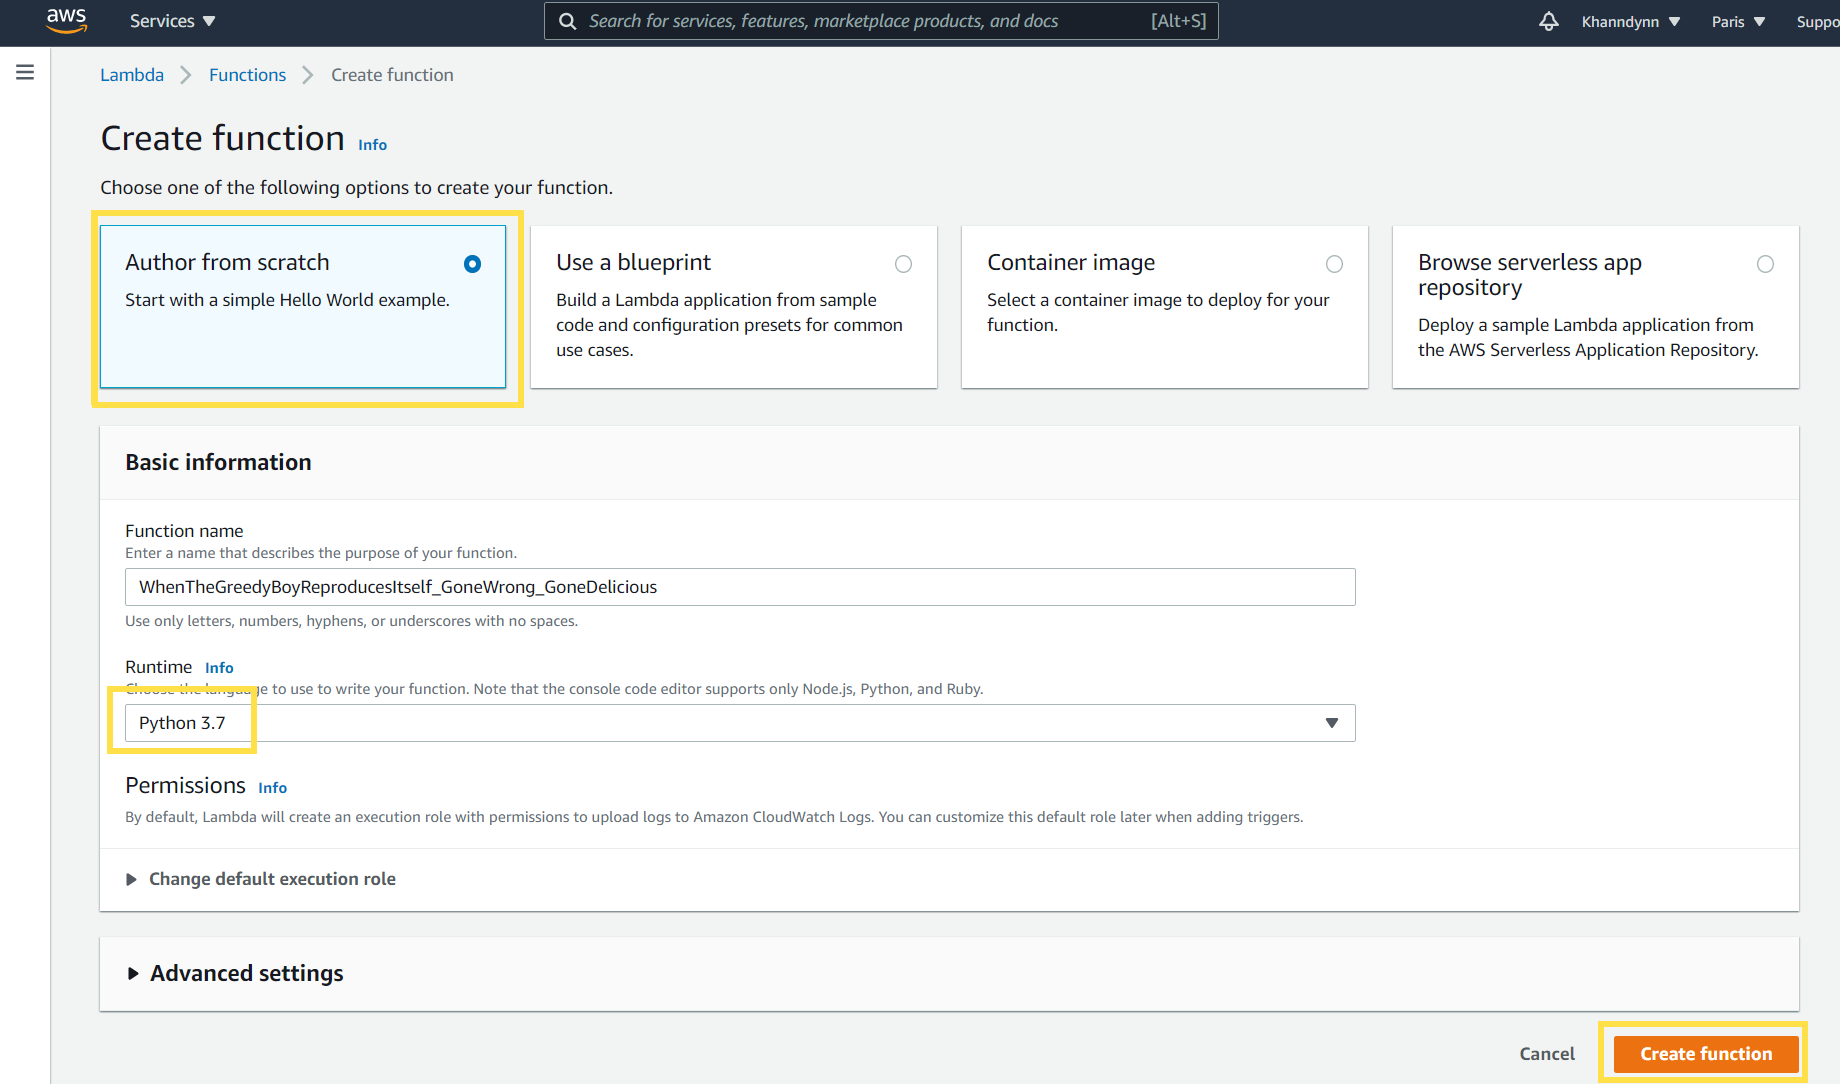 aws Services Search for services, features, marketplace products, and docs [Alt+S] Khanndynn Paris Suppo
Lambda Functions Create function
Create function Info
Choose one of the following options to create your function.
Author from scratch
Start with a simple Hello World example.
Use a blueprint
Build a Lambda application from sample
code and configuration presets for common
use cases.
Container image
Select a container image to deploy for your
function.
Browse serverless app
repository
Deploy a sample Lambda application from
the AWS Serverless Application Repository.
Basic information
Function name
Enter a name that describes the purpose of your function.
WhenTheGreedyBoyReproducesItself_GoneWrong_GoneDelicious
Use only letters, numbers, hyphens, or underscores with no spaces.
Runtime Info
Choose the language to use to write your function. Note that the console code editor supports only Node.js, Python, and Ruby.
Python 3.7
Permissions Info
By default, Lambda will create an execution role with permissions to upload logs to Amazon CloudWatch Logs. You can customize this default role later when adding triggers.
Change default execution role
Advanced settings
Cancel Create function